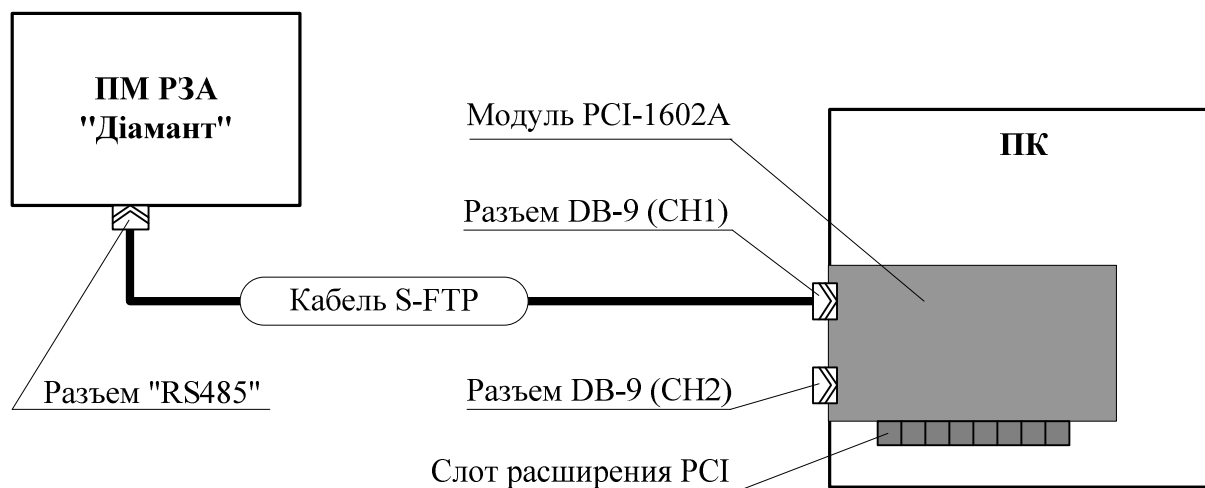 ПМ РЗА
"Діамант"
Модуль PCI-1602A
ПК
Разъем DB-9 (CH1)
Кабель S-FTP
Разъем "RS485"
Разъем DB-9 (CH2)
Слот расширения PCI